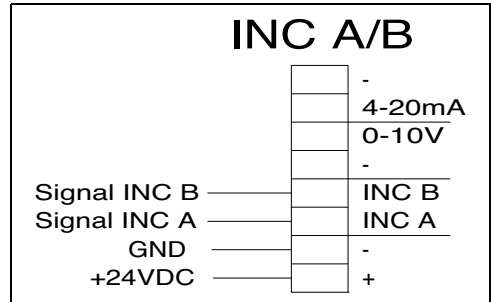 INC A/B
-
4-20mA
0-10V
-
Signal INC B INC B
Signal INC A INC A
GND -
+24VDC +